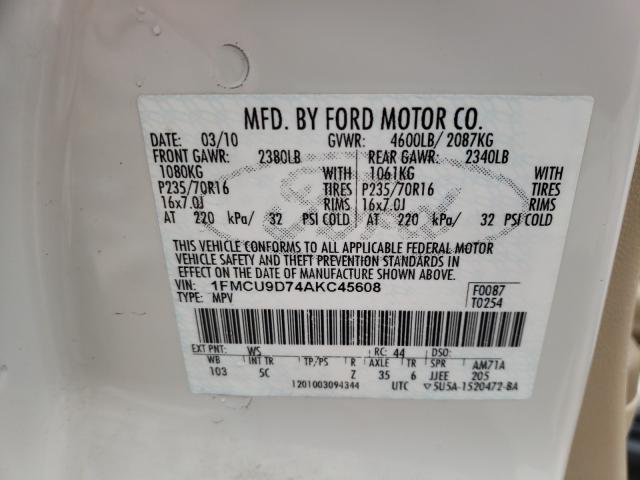 MFD. BY FORD MOTOR CO.
DATE: 03/10 GVWR: 4600LB/ 2087KG
FRONT GAWR: 2380LB REAR GAWR: 2340LB
1080KG WITH 1061KG WITH
P235/70R16 TIRES P235/70R16 TIRES
16x7.0J RIMS 16x7.0J RIMS
AT 220 kPa/ 32 PSI COLD AT 220 kPa/ 32 PSI COLD
Ford
THIS VEHICLE CONFORMS TO ALL APPLICABLE FEDERAL MOTOR
VEHICLE SAFETY AND THEFT PREVENTION STANDARDS IN
EFFECT ON THE DATE OF MANUFACTURE SHOWN ABOVE.
VIN: 1FMCU9D74AKC45608 F0087
TYPE: MPV T0254
EXT PNT: WS RC: 44 DSO:
WB INT TR TP/PS R AXLE TR SPR AM71A
103 5C Z 35 6 JJEE 205
1201003094344 UTC ▽5U5A-1520472-BA